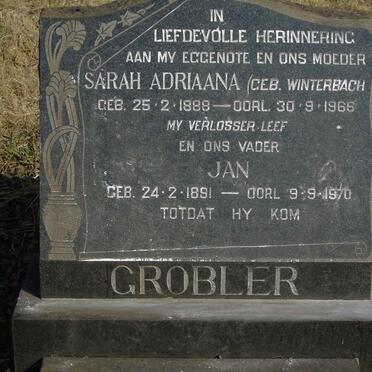 IN
LIEFDEVOLLE HERINNERING
AAN MY EGGENOTE EN ONS MOEDER
SARAH ADRIAANA (GEB. WINTERBACH
GEB. 25-2-1889 — OORL. 30-9-1966
MY VERLOSSER LEEF
EN ONS VADER
JAN
GEB. 24-2-1891 — OORL 9-9-1970
TOTDAT HY KOM
GROBLER